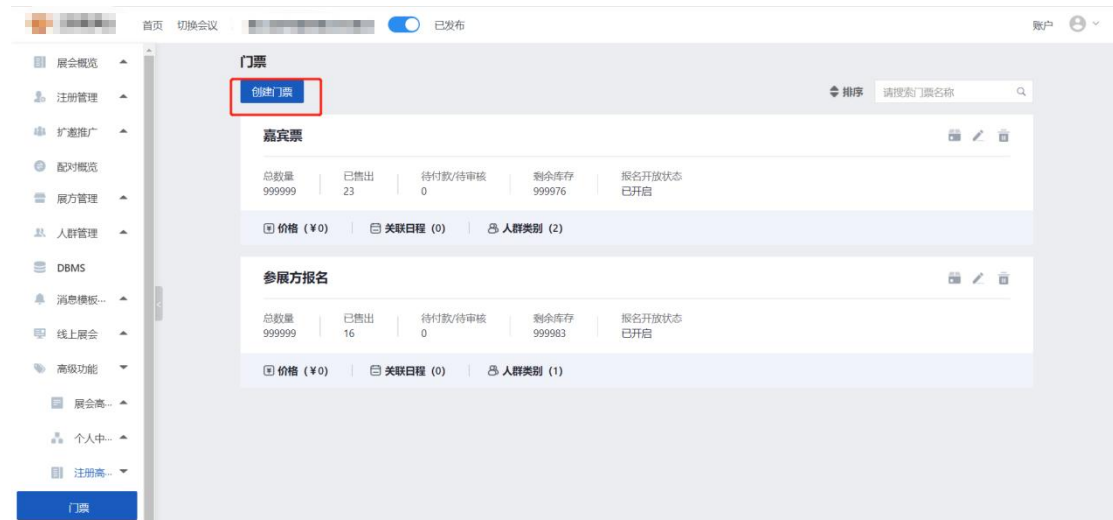 首页 切换会议 已发布 账户
展会概览
注册管理
扩邀推广
配对概览
展方管理
人群管理
DBMS
消息模板...
线上展会
高级功能
展会高...
个人中...
注册高...
门票
门票
创建门票 排序 请搜索门票名称
嘉宾票
总数量 已售出 待付款/待审核 剩余库存 报名开放状态
999999 23 0 999976 已开启
价格 (¥0) 关联日程 (0) 人群类别 (2)
参展方报名
总数量 已售出 待付款/待审核 剩余库存 报名开放状态
999999 16 0 999983 已开启
价格 (¥0) 关联日程 (0) 人群类别 (1)